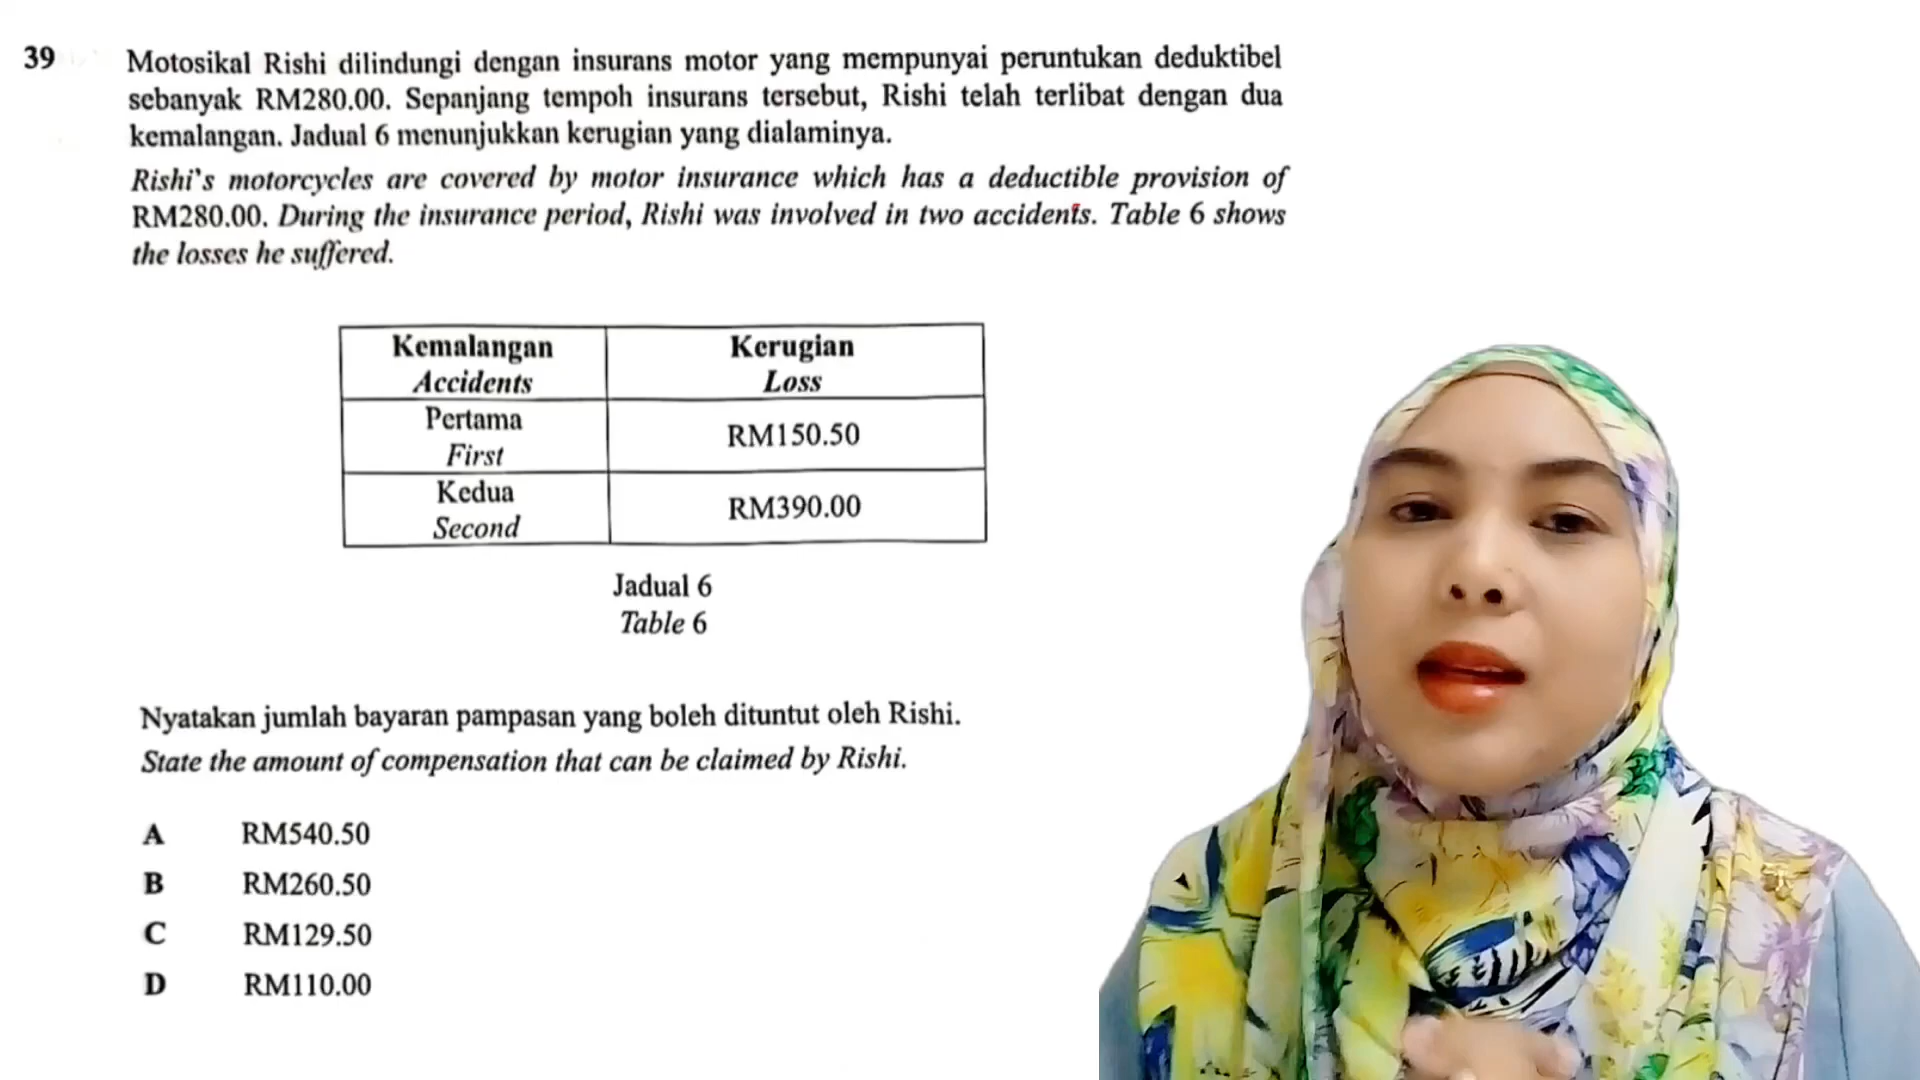 39
Motosikal Rishi dilindungi dengan insurans motor yang mempunyai peruntukan deduktibel
sebanyak RM280.00. Sepanjang tempoh insurans tersebut, Rishi telah terlibat dengan dua
kemalangan. Jadual 6 menunjukkan kerugian yang dialaminya.
Rishi's motorcycles are covered by motor insurance which has a deductible provision of
RM280.00. During the insurance period, Rishi was involved in two accidents. Table 6 shows
the losses he suffered.
Kemalangan Kerugian
Accidents Loss
Pertama
First
RM150.50
Kedua
Second
RM390.00
Jadual 6
Table 6
Nyatakan jumlah bayaran pampasan yang boleh dituntut oleh Rishi.
State the amount of compensation that can be claimed by Rishi.
A RM540.50
B RM260.50
C RM129.50
D RM110.00